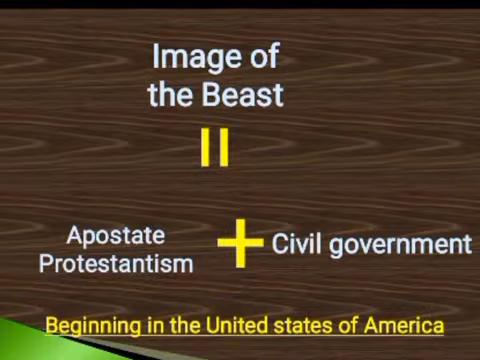 Image of
the Beast
=
Apostate
Protestantism
+ Civil government
Beginning in the United states of America